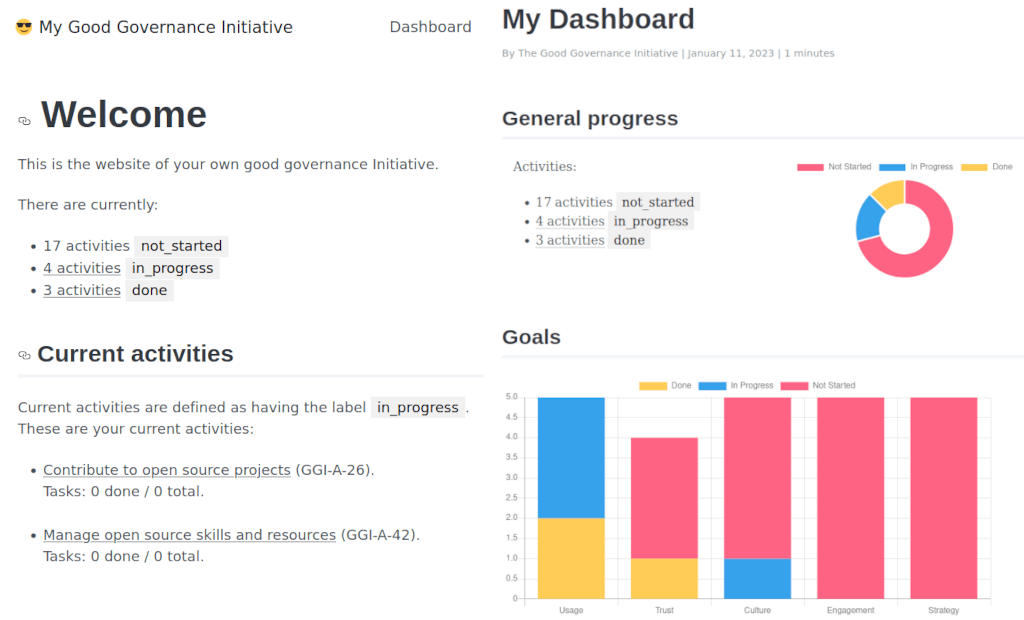 😎 My Good Governance Initiative
Dashboard
Welcome
This is the website of your own good governance Initiative.
There are currently:
• 17 activities not_started
• 4 activities in_progress
• 3 activities done
Current activities
Current activities are defined as having the label in_progress.
These are your current activities:
• Contribute to open source projects (GGI-A-26).
Tasks: 0 done / 0 total.
• Manage open source skills and resources (GGI-A-42).
Tasks: 0 done / 0 total.
My Dashboard
By The Good Governance Initiative | January 11, 2023 | 1 minutes
General progress
Activities:
• 17 activities not_started
• 4 activities in_progress
• 3 activities done
Not Started In Progress Done
Goals
Done In Progress Not Started
5.0
4.5
4.0
3.5
3.0
2.5
2.0
1.5
1.0
0.5
0
Usage Trust Culture Engagement Strategy